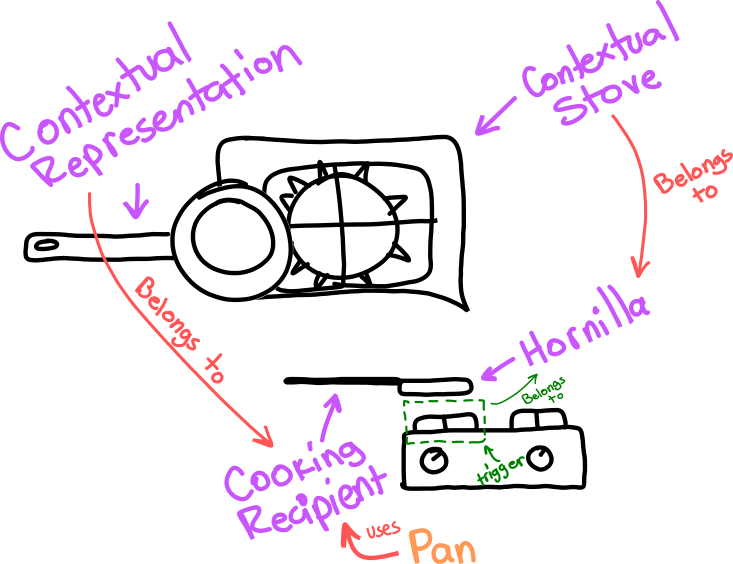 Contextual
Representation
Contextual
Stove
Belongs
to
Belongs to
Hornilla
Belongs
to
trigger
Cooking
Recipient
uses
Pan